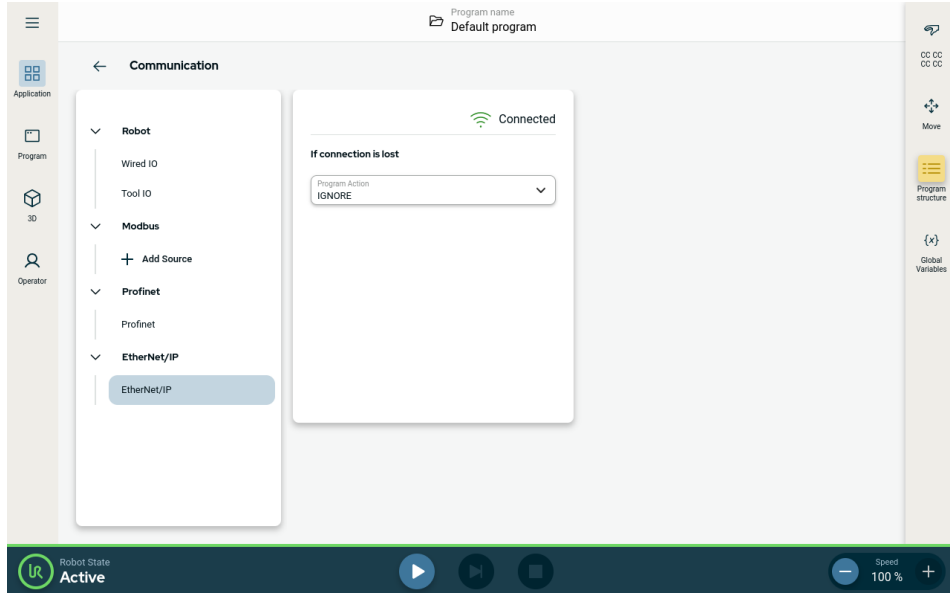 Program name
Default program
Communication
Application
Program
3D
Operator
Robot
Wired IO
Tool IO
Modbus
Add Source
Profinet
Profinet
EtherNet/IP
EtherNet/IP
Connected
If connection is lost
Program Action
IGNORE
CC CC
CC CC
Move
Program
structure
{x}
Global
Variables
UR
Robot State
Active
Speed
100 %